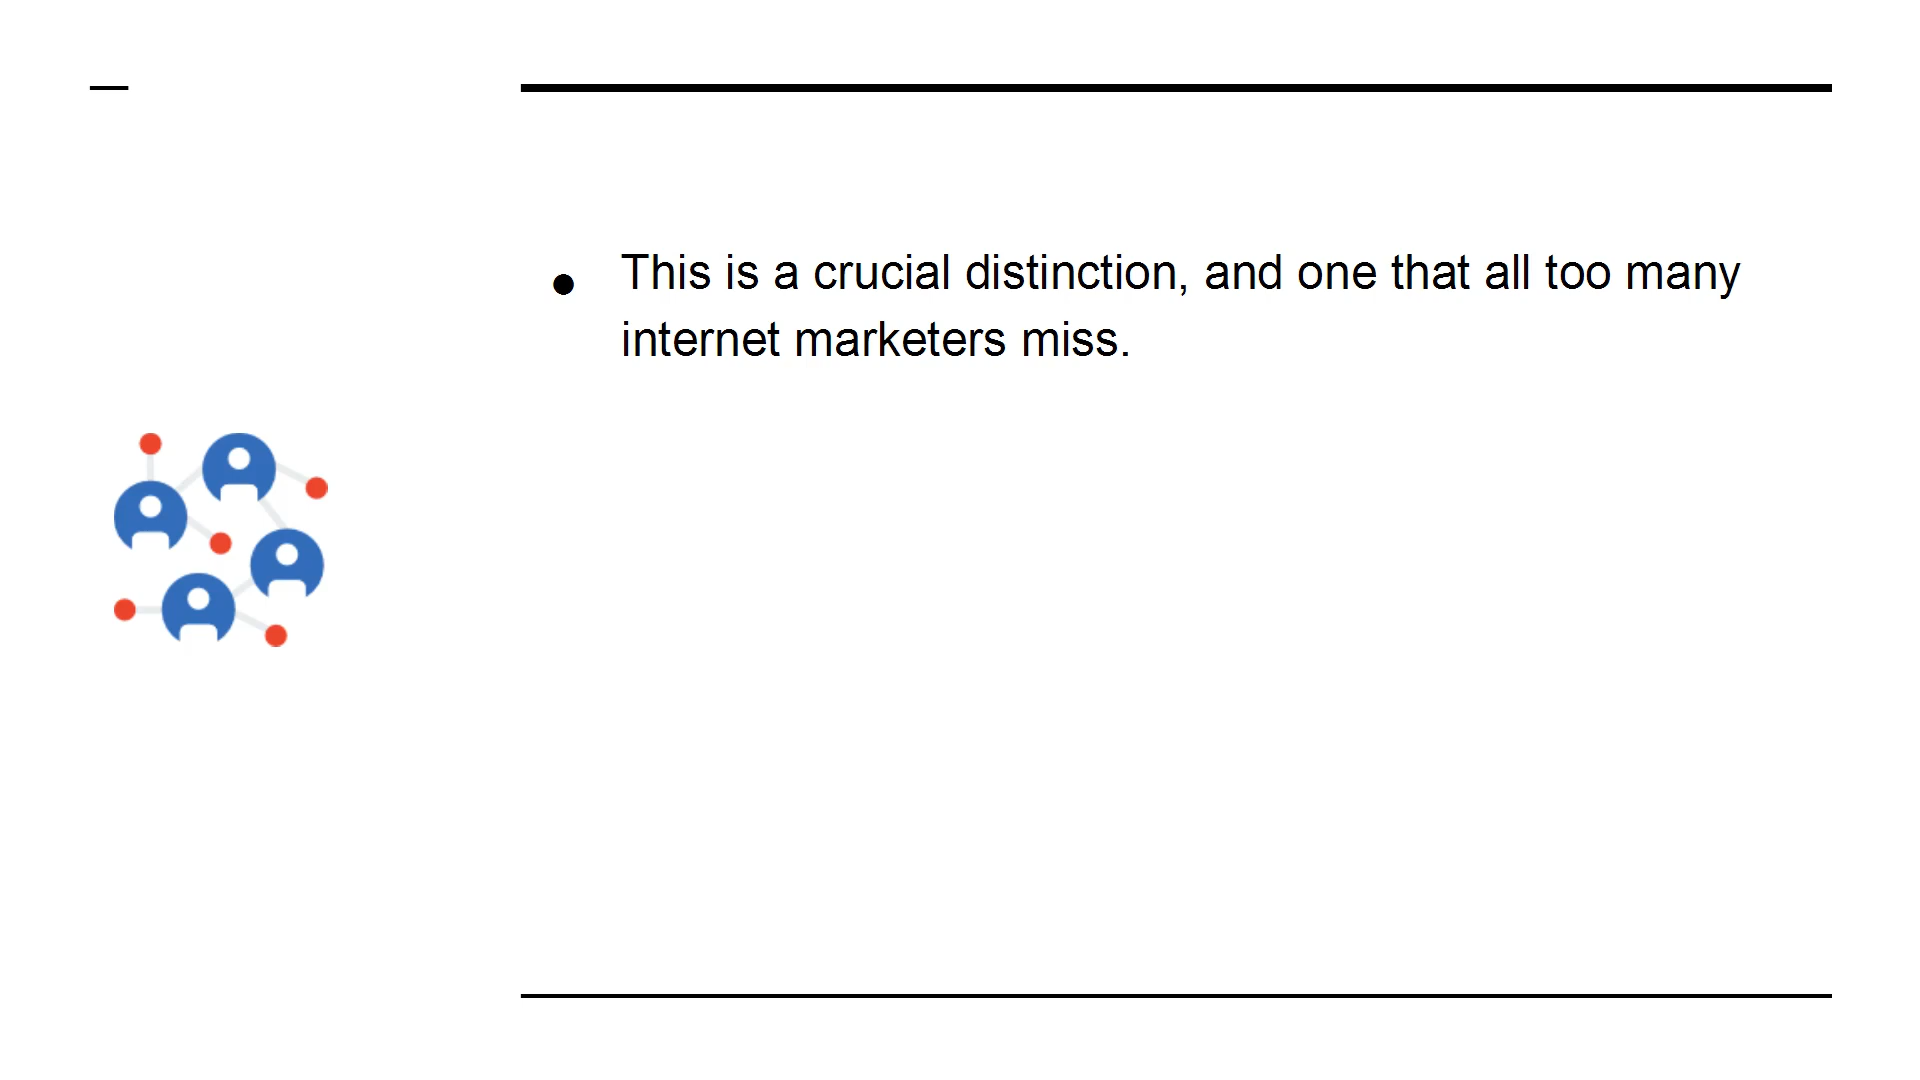 ● This is a crucial distinction, and one that all too many
internet marketers miss.